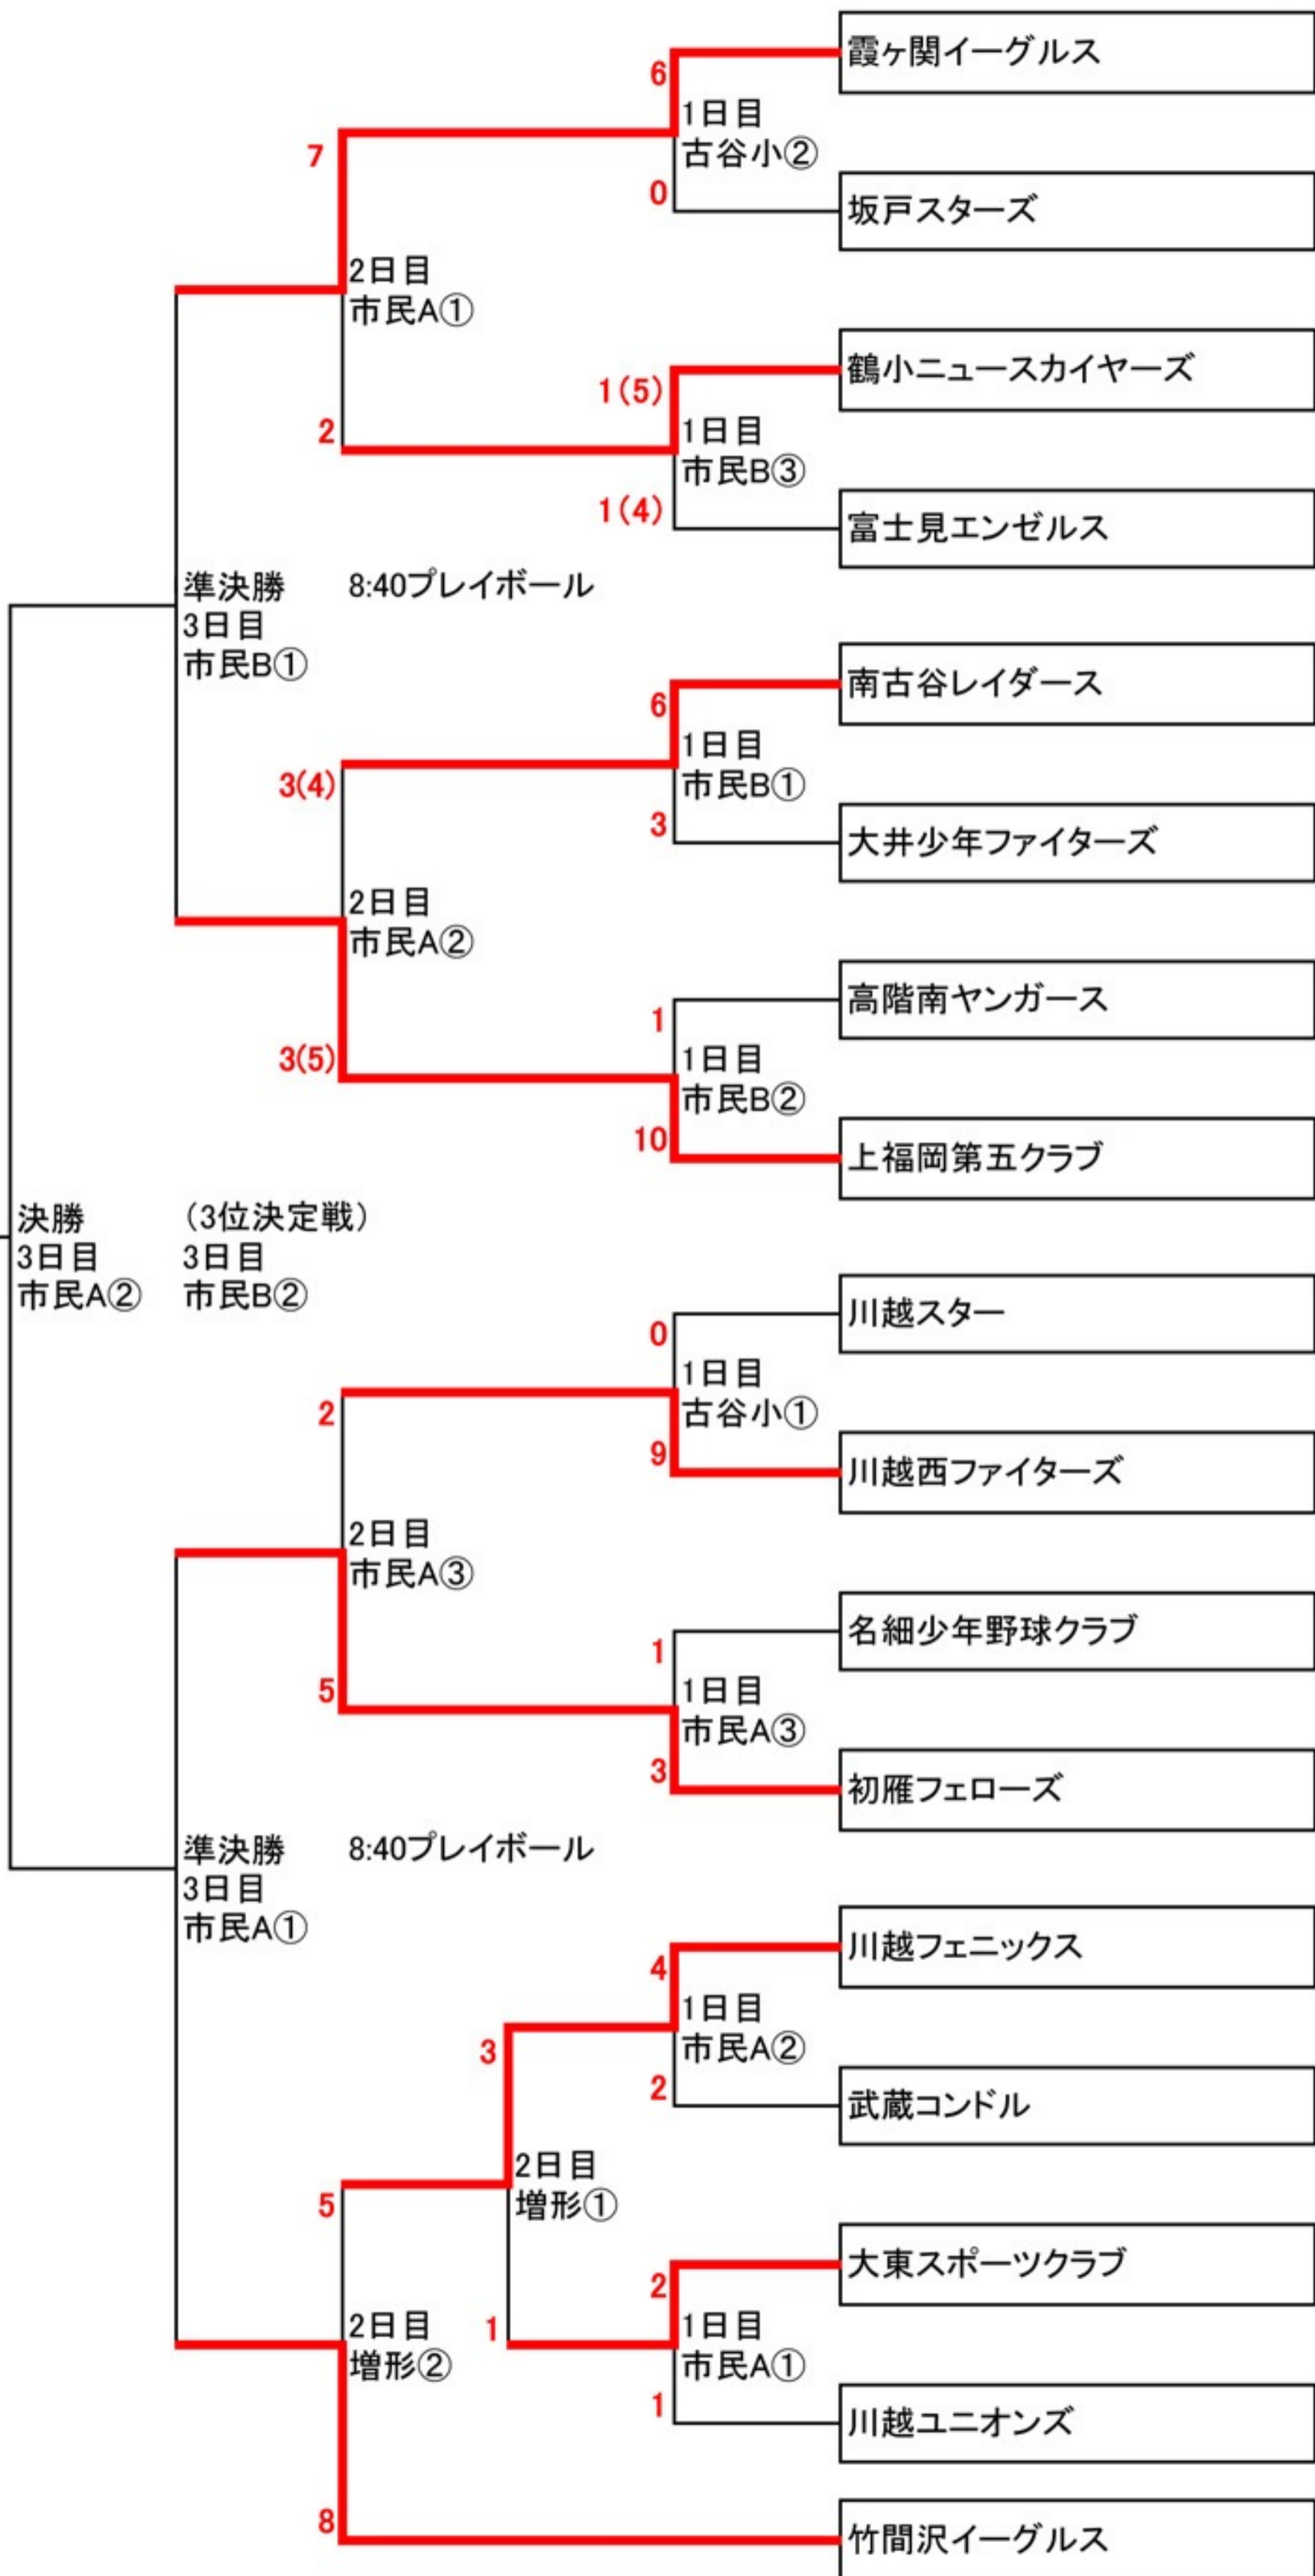 霞ヶ関イーグルス
6
1日目
古谷小②
7
0
坂戸スターズ
2日目
市民A①
鶴小ニュースカイヤーズ
1(5)
2
1日目
市民B③
1(4)
富士見エンゼルス
準決勝 8:40プレイボール
3日目
市民B①
南古谷レイダース
6
1日目
市民B①
3(4)
3
大井少年ファイターズ
2日目
市民A②
高階南ヤンガース
1
1日目
市民B②
3(5)
10
上福岡第五クラブ
決勝 (3位決定戦)
3日目 3日目
市民A② 市民B②
川越スター
0
1日目
古谷小①
2
9
川越西ファイターズ
2日目
市民A③
名細少年野球クラブ
1
1日目
市民A③
5
3
初雁フェローズ
準決勝 8:40プレイボール
3日目
市民A①
川越フェニックス
4
1日目
市民A②
3
2
武蔵コンドル
2日目
増形①
5
大東スポーツクラブ
2
1日目
市民A①
1
2日目
増形②
1
川越ユニオンズ
8
竹間沢イーグルス